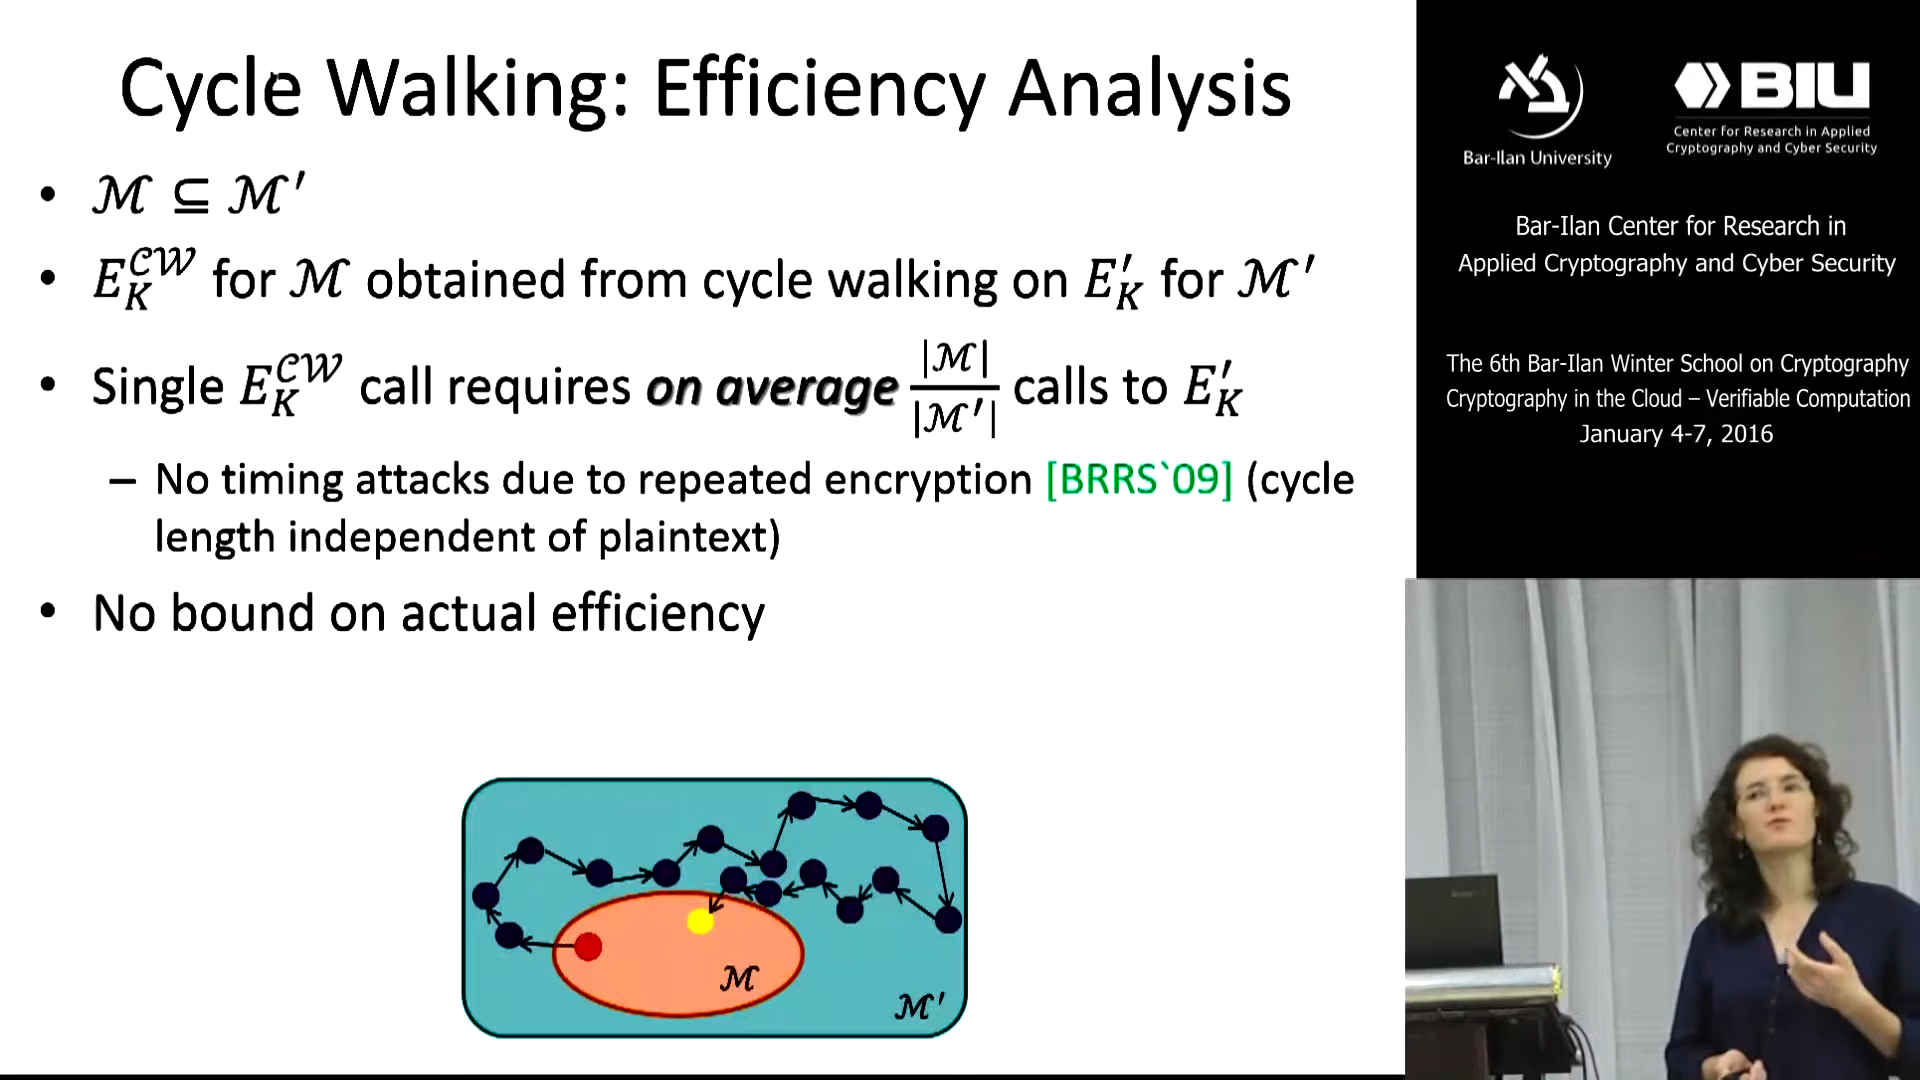 Cycle Walking: Efficiency Analysis
• ℳ ⊆ ℳ′
• E_K^𝒞𝒲 for ℳ obtained from cycle walking on E′_K for ℳ′
• Single E_K^𝒞𝒲 call requires on average |ℳ|/|ℳ′| calls to E′_K
– No timing attacks due to repeated encryption [BRRS`09] (cycle
length independent of plaintext)
• No bound on actual efficiency
ℳ
ℳ′
Bar-Ilan University
BIU
Center for Research in Applied
Cryptography and Cyber Security
Bar-Ilan Center for Research in
Applied Cryptography and Cyber Security
The 6th Bar-Ilan Winter School on Cryptography
Cryptography in the Cloud – Verifiable Computation
January 4-7, 2016